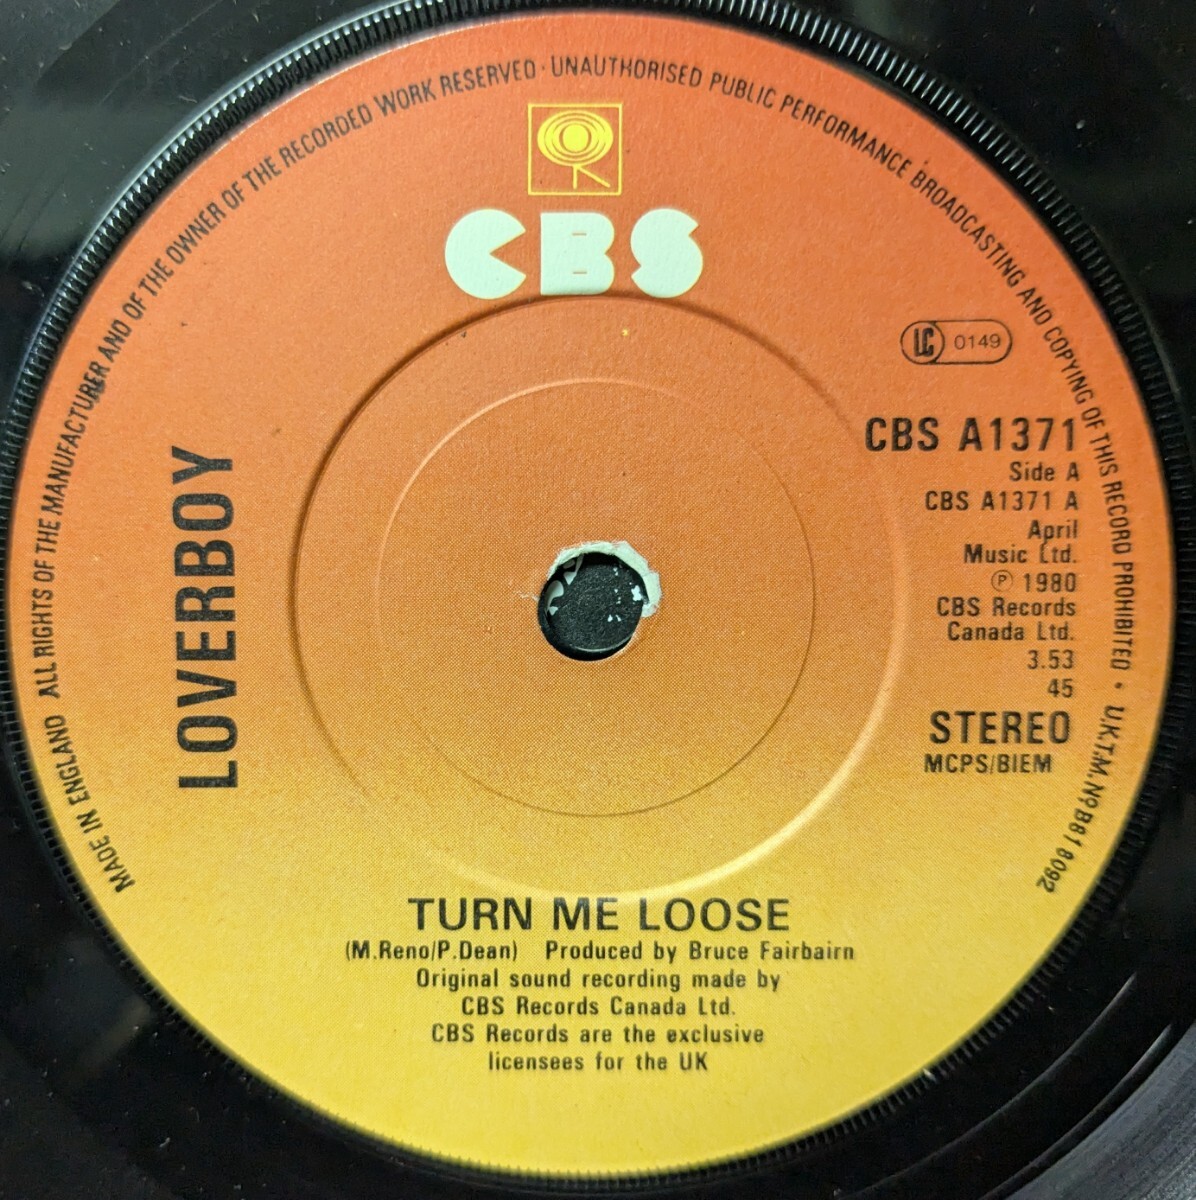 MADE IN ENGLAND ALL RIGHTS OF THE MANUFACTURER AND OF THE OWNER OF THE RECORDED WORK RESERVED · UNAUTHORISED PUBLIC PERFORMANCE BROADCASTING AND COPYING OF THIS RECORD PROHIBITED · U.K.T.M. Nº B618092
CBS
LC 0149
LOVERBOY
CBS A1371
Side A
CBS A1371 A
April
Music Ltd.
℗ 1980
CBS Records
Canada Ltd.
3.53
45
STEREO
MCPS/BIEM
TURN ME LOOSE
(M.Reno/P.Dean) Produced by Bruce Fairbairn
Original sound recording made by
CBS Records Canada Ltd.
CBS Records are the exclusive
licensees for the UK